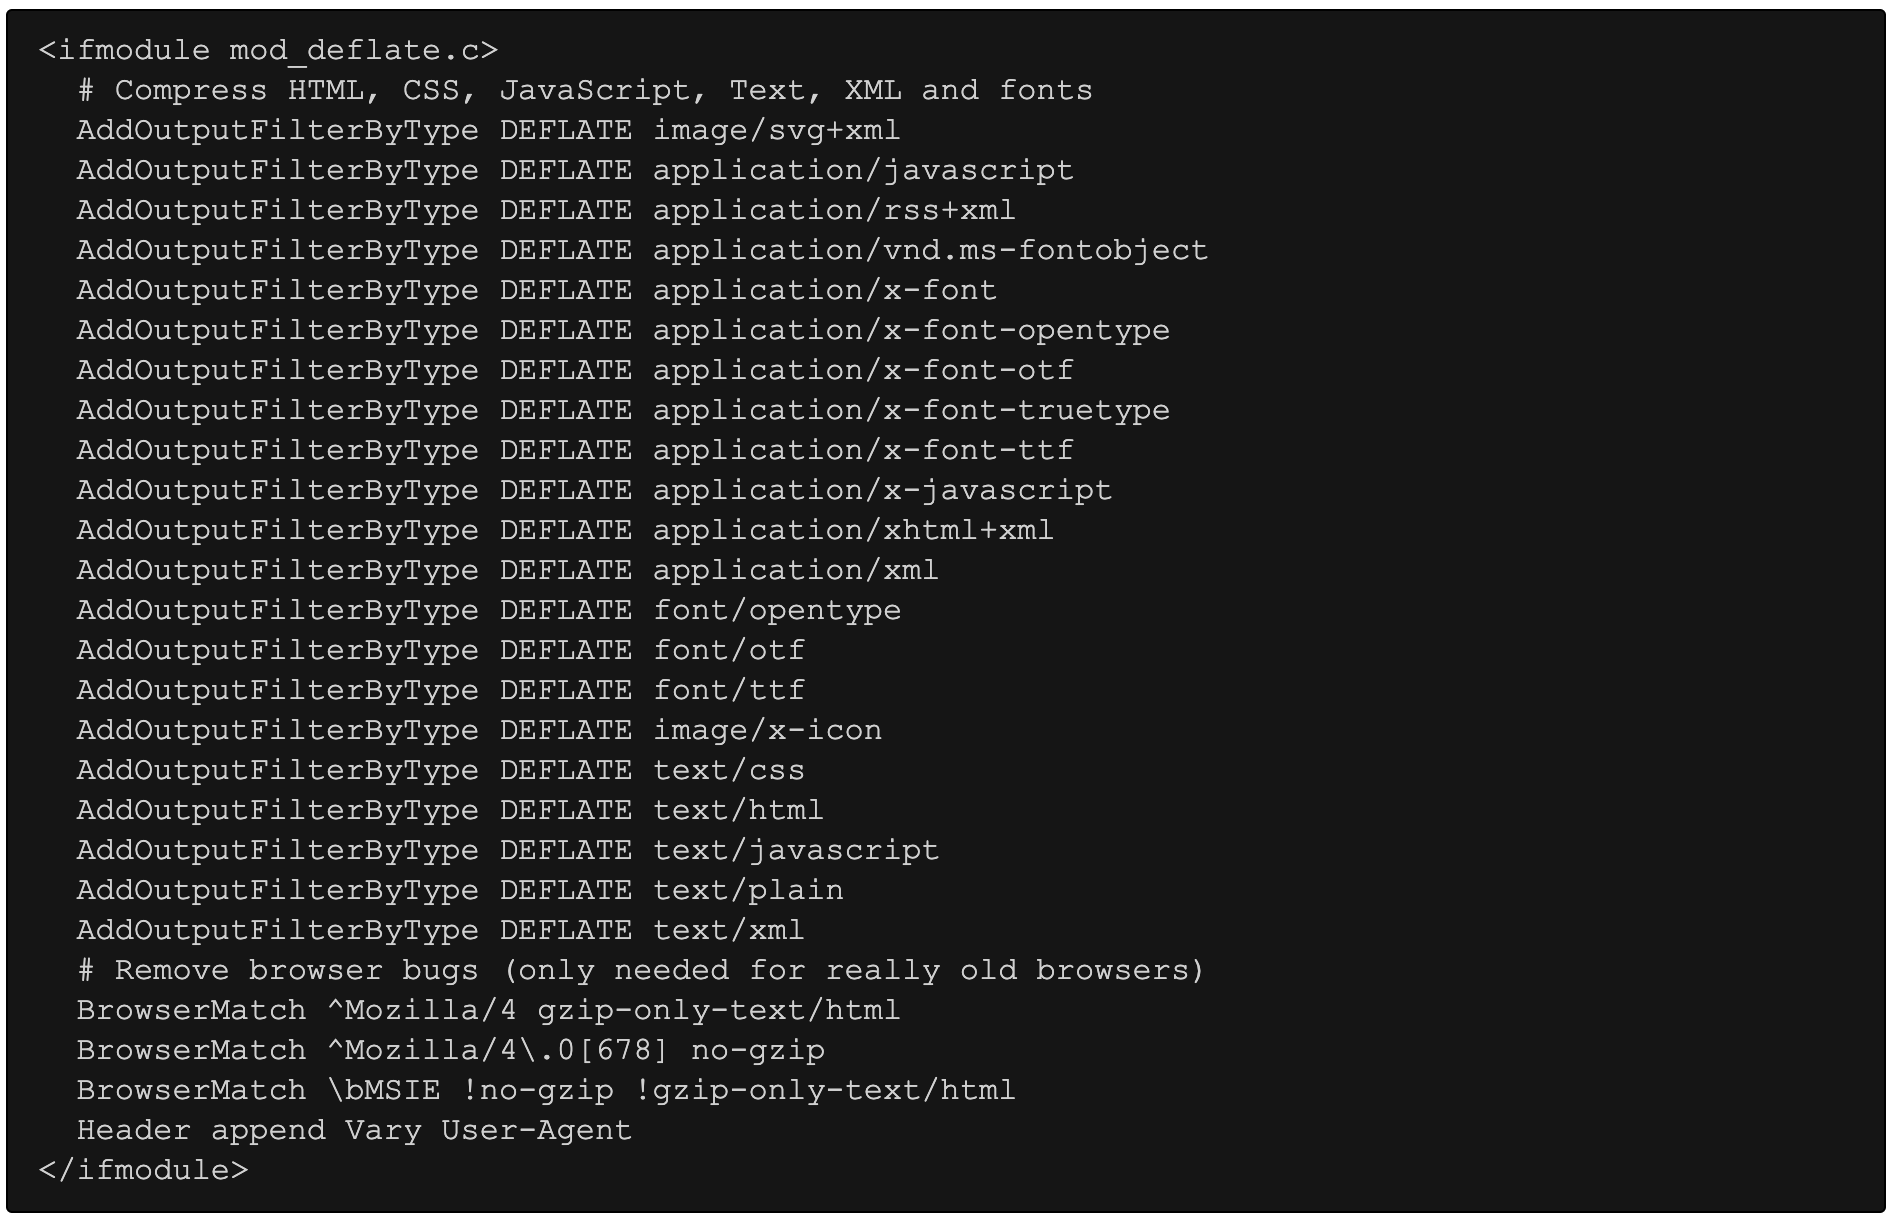 <ifmodule mod_deflate.c>
# Compress HTML, CSS, JavaScript, Text, XML and fonts
AddOutputFilterByType DEFLATE image/svg+xml
AddOutputFilterByType DEFLATE application/javascript
AddOutputFilterByType DEFLATE application/rss+xml
AddOutputFilterByType DEFLATE application/vnd.ms-fontobject
AddOutputFilterByType DEFLATE application/x-font
AddOutputFilterByType DEFLATE application/x-font-opentype
AddOutputFilterByType DEFLATE application/x-font-otf
AddOutputFilterByType DEFLATE application/x-font-truetype
AddOutputFilterByType DEFLATE application/x-font-ttf
AddOutputFilterByType DEFLATE application/x-javascript
AddOutputFilterByType DEFLATE application/xhtml+xml
AddOutputFilterByType DEFLATE application/xml
AddOutputFilterByType DEFLATE font/opentype
AddOutputFilterByType DEFLATE font/otf
AddOutputFilterByType DEFLATE font/ttf
AddOutputFilterByType DEFLATE image/x-icon
AddOutputFilterByType DEFLATE text/css
AddOutputFilterByType DEFLATE text/html
AddOutputFilterByType DEFLATE text/javascript
AddOutputFilterByType DEFLATE text/plain
AddOutputFilterByType DEFLATE text/xml
# Remove browser bugs (only needed for really old browsers)
BrowserMatch ^Mozilla/4 gzip-only-text/html
BrowserMatch ^Mozilla/4\.0[678] no-gzip
BrowserMatch \bMSIE !no-gzip !gzip-only-text/html
Header append Vary User-Agent
</ifmodule>